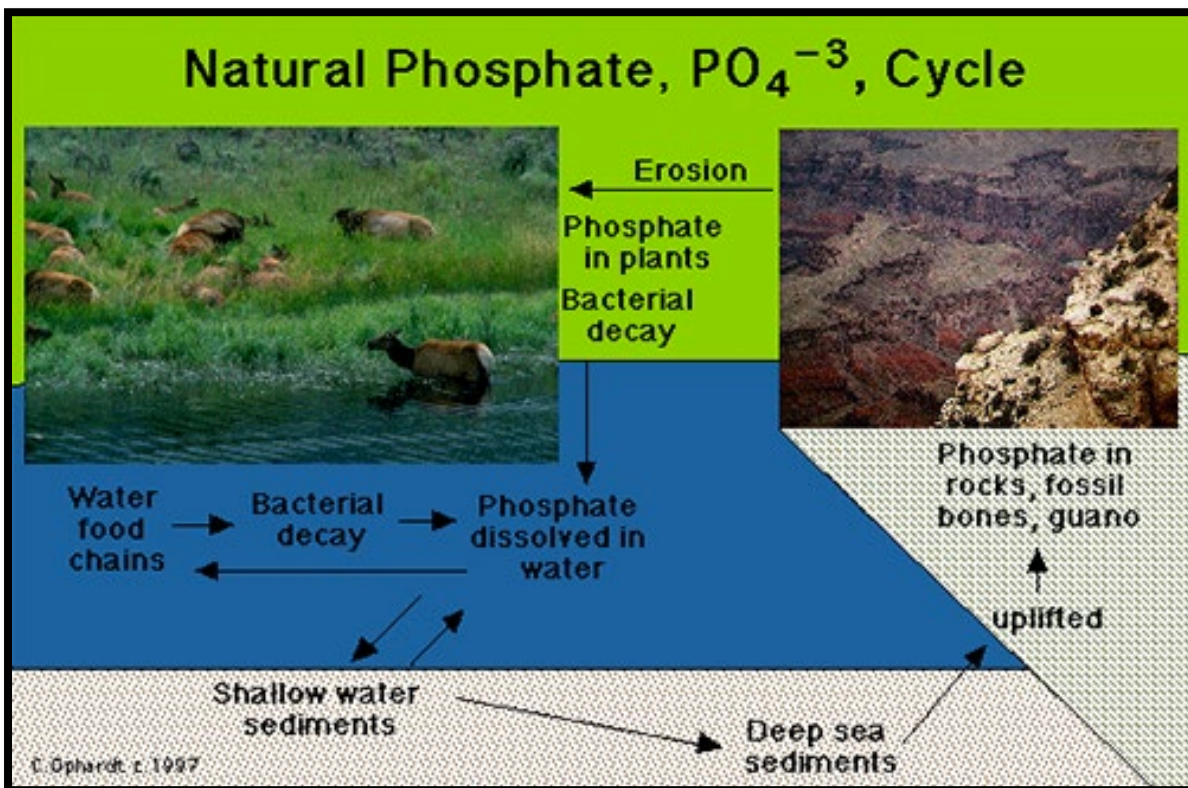 Natural Phosphate, PO₄⁻³, Cycle
Erosion
Phosphate
in plants
Bacterial
decay
Phosphate in
rocks, fossil
bones, guano
uplifted
Water
food
chains
Bacterial
decay
Phosphate
dissolved in
water
Shallow water
sediments
Deep sea
sediments
C.Ophardt c.1997